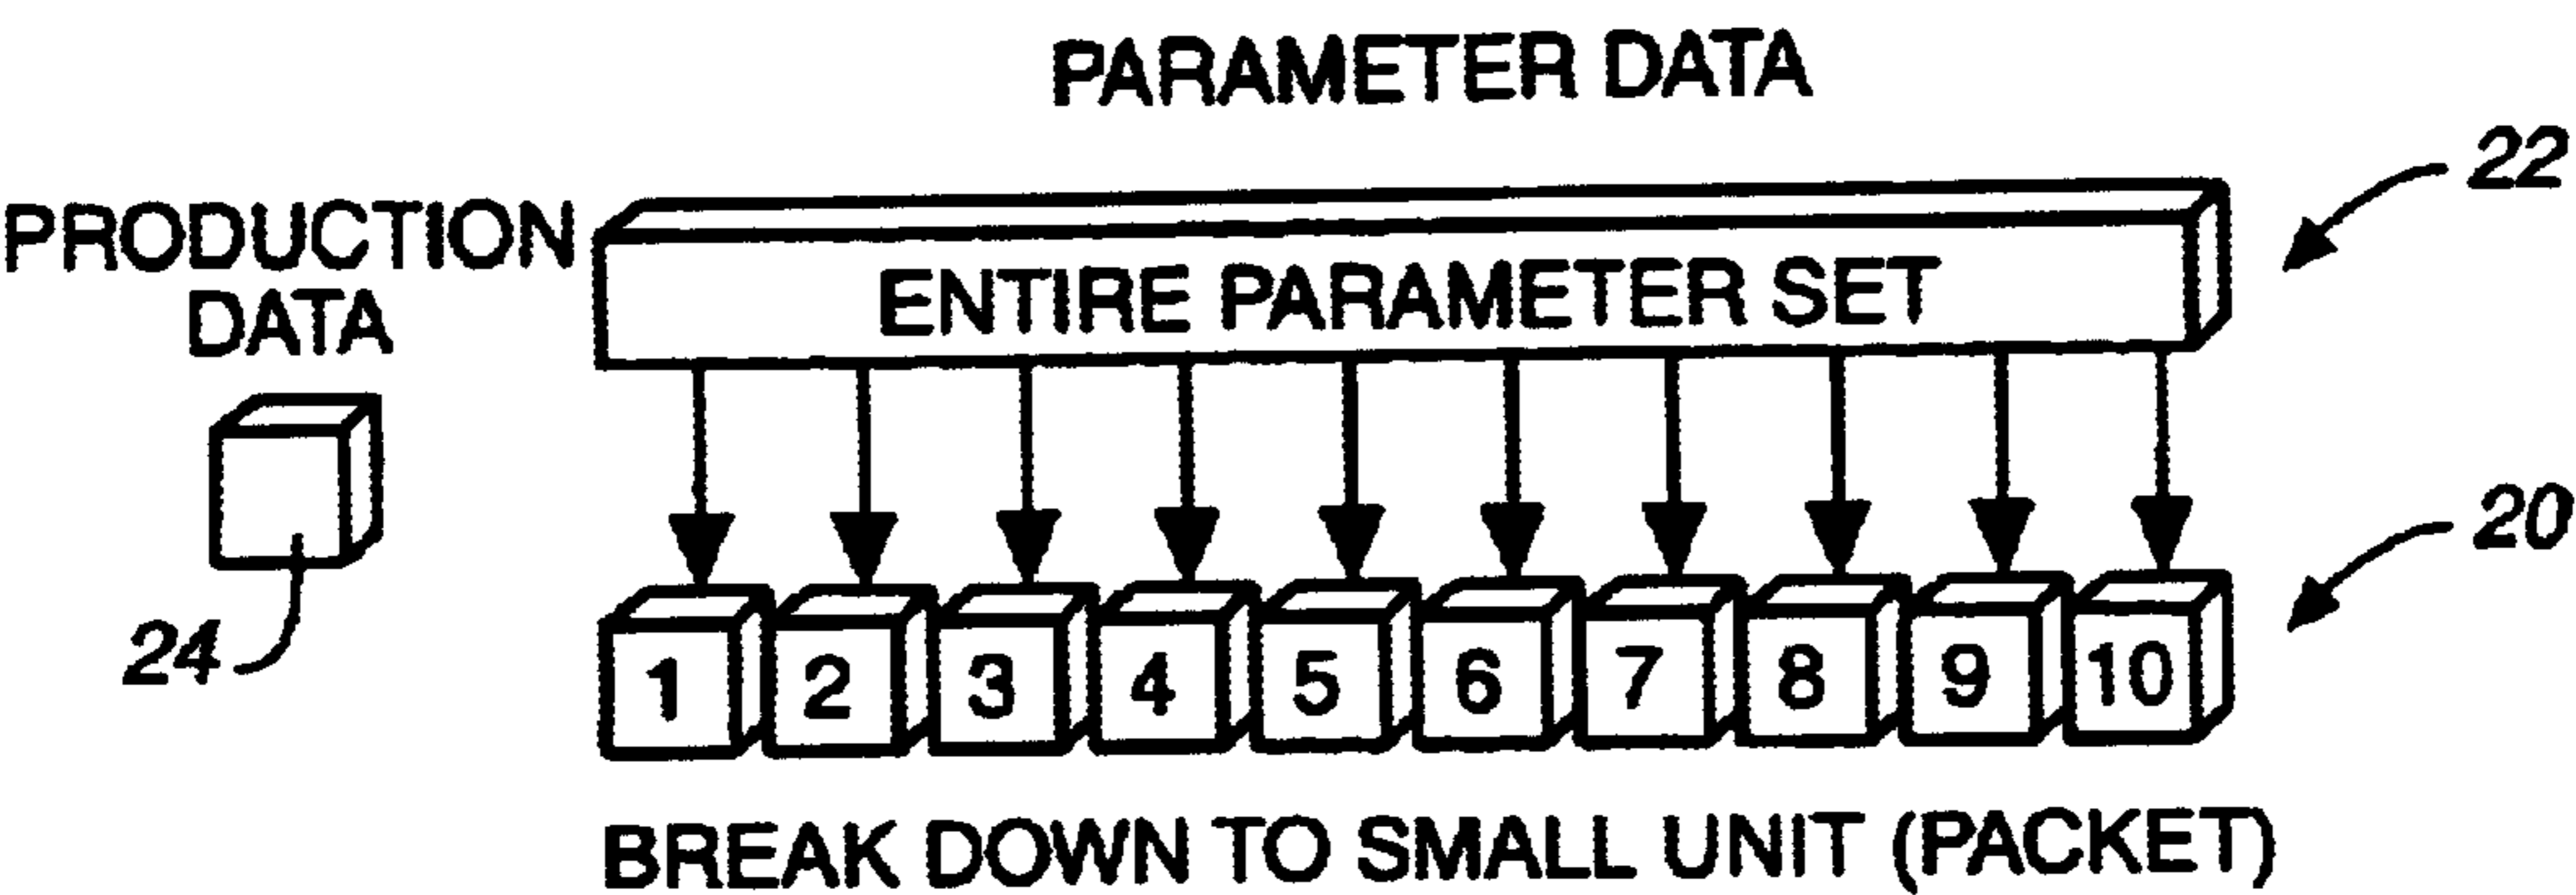 PARAMETER DATA
22
PRODUCTION
DATA
ENTIRE PARAMETER SET
20
24
1 2 3 4 5 6 7 8 9 10
BREAK DOWN TO SMALL UNIT (PACKET)